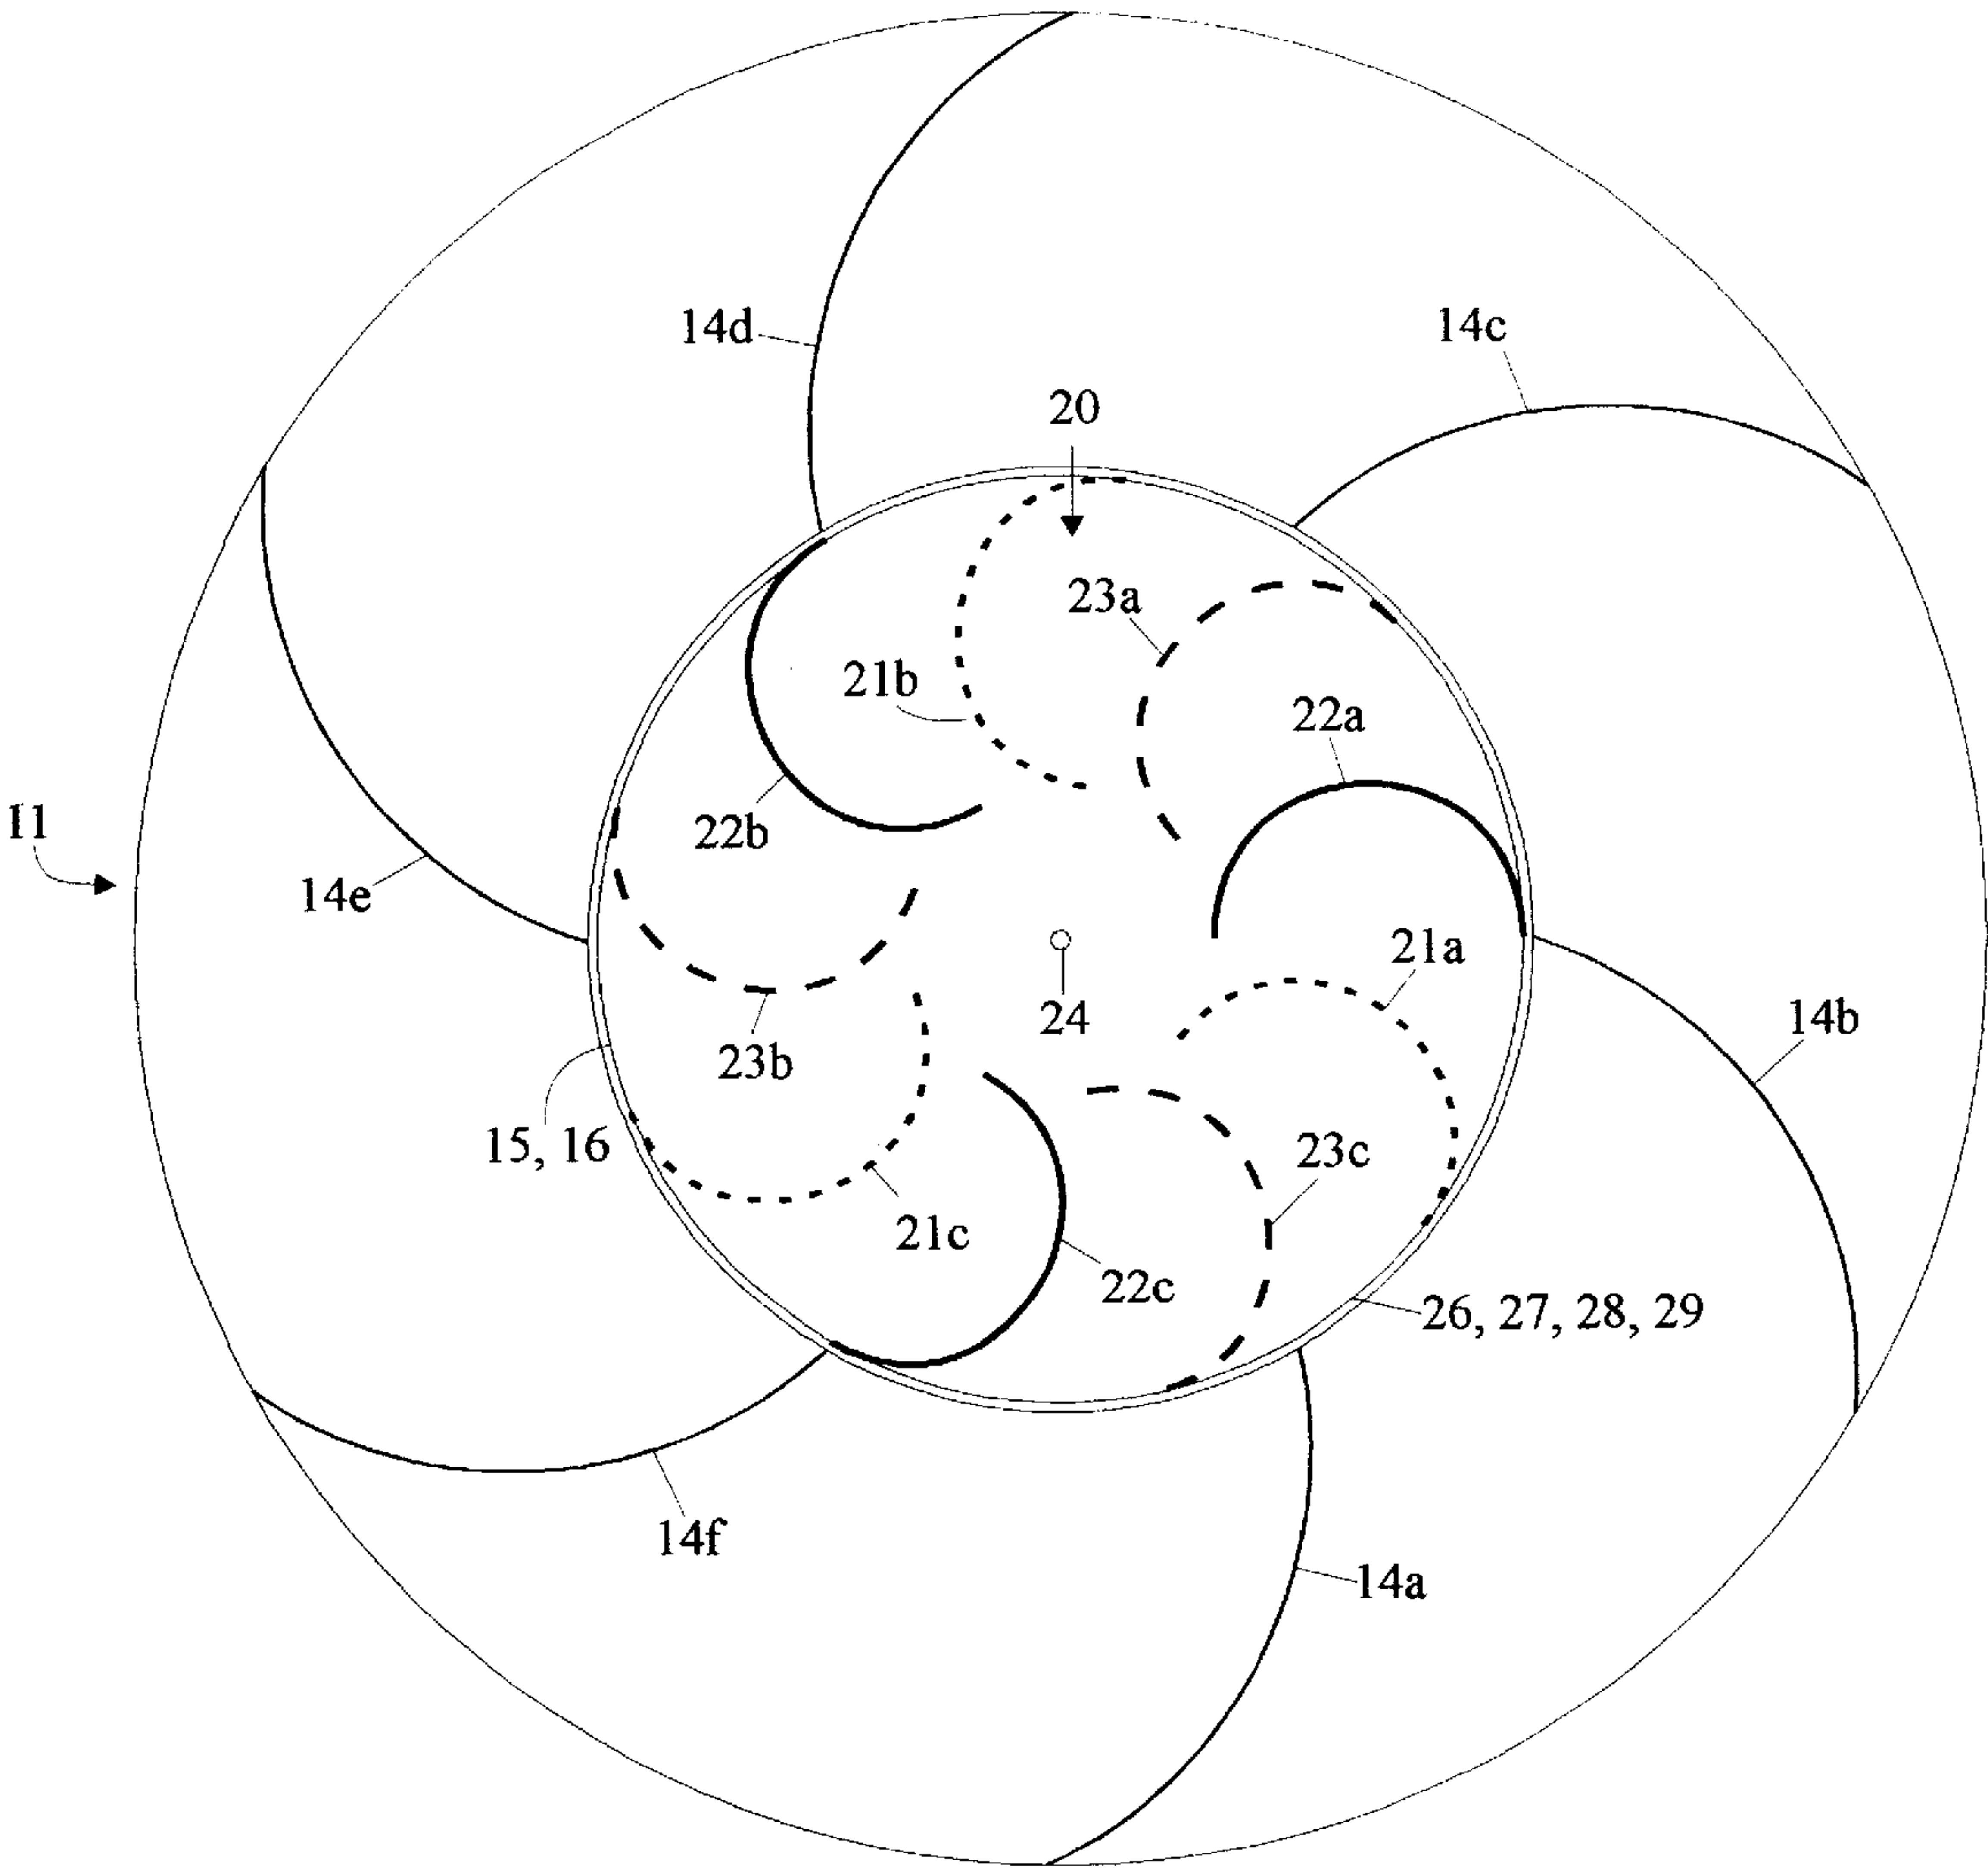 14d
14c
20
23a
21b
22a
11
22b
14e
21a
24
14b
23b
15, 16
23c
21c
22c
26, 27, 28, 29
14f
14a